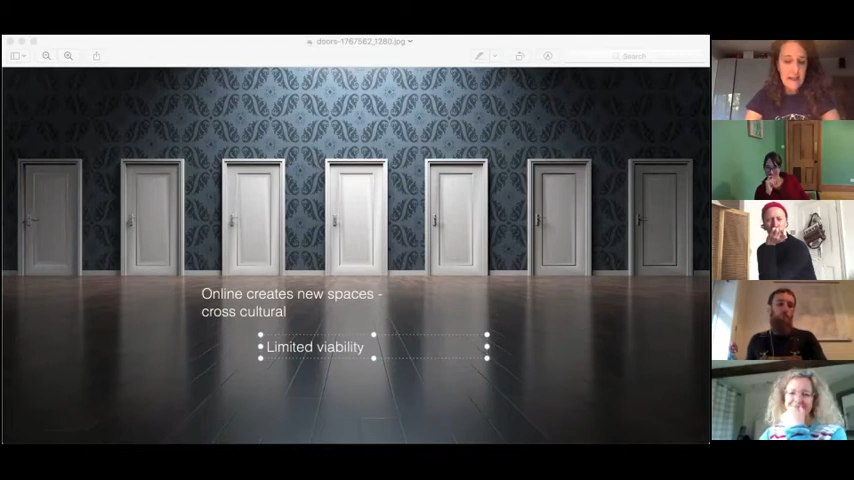 doors-1767562_1280.jpg
Search
Online creates new spaces -
cross cultural
Limited viability